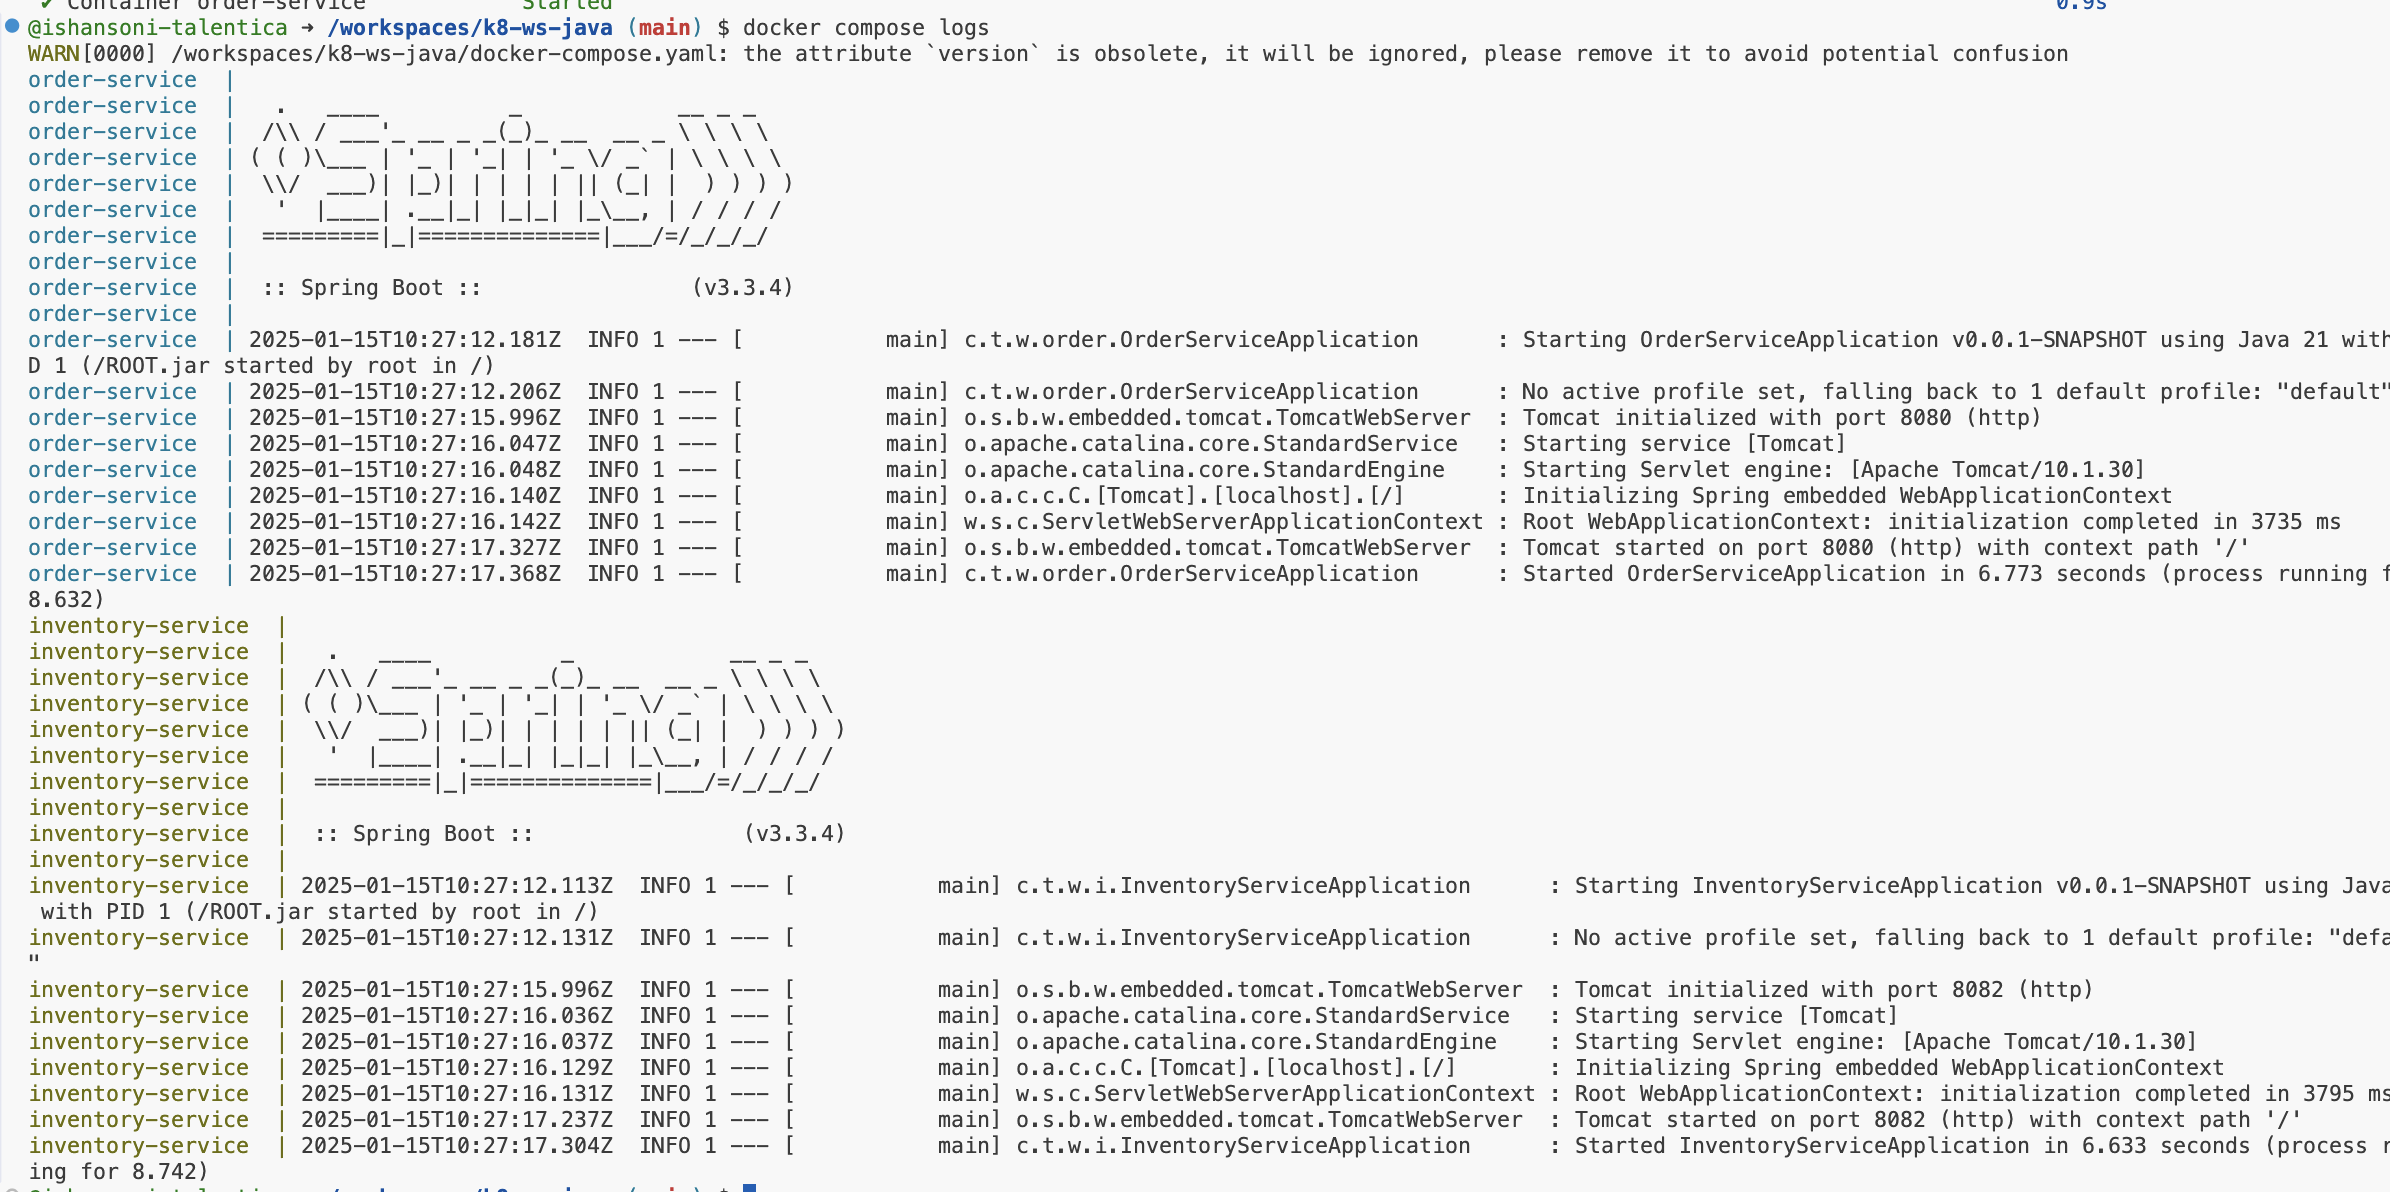 ✔ Container order-service            Started                                                                                                               0.9s
@ishansoni-talentica ➜ /workspaces/k8-ws-java (main) $ docker compose logs
WARN[0000] /workspaces/k8-ws-java/docker-compose.yaml: the attribute `version` is obsolete, it will be ignored, please remove it to avoid potential confusion
order-service  |
order-service  |   .   ____          _            __ _ _
order-service  |  /\\ / ___'_ __ _ _(_)_ __  __ _ \ \ \ \
order-service  | ( ( )\___ | '_ | '_| | '_ \/ _` | \ \ \ \
order-service  |  \\/  ___)| |_)| | | | | || (_| |  ) ) ) )
order-service  |   '  |____| .__|_| |_|_| |_\__, | / / / /
order-service  |  =========|_|==============|___/=/_/_/_/
order-service  |
order-service  |  :: Spring Boot ::                (v3.3.4)
order-service  |
order-service  | 2025-01-15T10:27:12.181Z  INFO 1 --- [           main] c.t.w.order.OrderServiceApplication      : Starting OrderServiceApplication v0.0.1-SNAPSHOT using Java 21 with
D 1 (/ROOT.jar started by root in /)
order-service  | 2025-01-15T10:27:12.206Z  INFO 1 --- [           main] c.t.w.order.OrderServiceApplication      : No active profile set, falling back to 1 default profile: "default"
order-service  | 2025-01-15T10:27:15.996Z  INFO 1 --- [           main] o.s.b.w.embedded.tomcat.TomcatWebServer  : Tomcat initialized with port 8080 (http)
order-service  | 2025-01-15T10:27:16.047Z  INFO 1 --- [           main] o.apache.catalina.core.StandardService   : Starting service [Tomcat]
order-service  | 2025-01-15T10:27:16.048Z  INFO 1 --- [           main] o.apache.catalina.core.StandardEngine    : Starting Servlet engine: [Apache Tomcat/10.1.30]
order-service  | 2025-01-15T10:27:16.140Z  INFO 1 --- [           main] o.a.c.c.C.[Tomcat].[localhost].[/]       : Initializing Spring embedded WebApplicationContext
order-service  | 2025-01-15T10:27:16.142Z  INFO 1 --- [           main] w.s.c.ServletWebServerApplicationContext : Root WebApplicationContext: initialization completed in 3735 ms
order-service  | 2025-01-15T10:27:17.327Z  INFO 1 --- [           main] o.s.b.w.embedded.tomcat.TomcatWebServer  : Tomcat started on port 8080 (http) with context path '/'
order-service  | 2025-01-15T10:27:17.368Z  INFO 1 --- [           main] c.t.w.order.OrderServiceApplication      : Started OrderServiceApplication in 6.773 seconds (process running f
8.632)
inventory-service  |
inventory-service  |   .   ____          _            __ _ _
inventory-service  |  /\\ / ___'_ __ _ _(_)_ __  __ _ \ \ \ \
inventory-service  | ( ( )\___ | '_ | '_| | '_ \/ _` | \ \ \ \
inventory-service  |  \\/  ___)| |_)| | | | | || (_| |  ) ) ) )
inventory-service  |   '  |____| .__|_| |_|_| |_\__, | / / / /
inventory-service  |  =========|_|==============|___/=/_/_/_/
inventory-service  |
inventory-service  |  :: Spring Boot ::                (v3.3.4)
inventory-service  |
inventory-service  | 2025-01-15T10:27:12.113Z  INFO 1 --- [           main] c.t.w.i.InventoryServiceApplication      : Starting InventoryServiceApplication v0.0.1-SNAPSHOT using Java
 with PID 1 (/ROOT.jar started by root in /)
inventory-service  | 2025-01-15T10:27:12.131Z  INFO 1 --- [           main] c.t.w.i.InventoryServiceApplication      : No active profile set, falling back to 1 default profile: "defa
"
inventory-service  | 2025-01-15T10:27:15.996Z  INFO 1 --- [           main] o.s.b.w.embedded.tomcat.TomcatWebServer  : Tomcat initialized with port 8082 (http)
inventory-service  | 2025-01-15T10:27:16.036Z  INFO 1 --- [           main] o.apache.catalina.core.StandardService   : Starting service [Tomcat]
inventory-service  | 2025-01-15T10:27:16.037Z  INFO 1 --- [           main] o.apache.catalina.core.StandardEngine    : Starting Servlet engine: [Apache Tomcat/10.1.30]
inventory-service  | 2025-01-15T10:27:16.129Z  INFO 1 --- [           main] o.a.c.c.C.[Tomcat].[localhost].[/]       : Initializing Spring embedded WebApplicationContext
inventory-service  | 2025-01-15T10:27:16.131Z  INFO 1 --- [           main] w.s.c.ServletWebServerApplicationContext : Root WebApplicationContext: initialization completed in 3795 ms
inventory-service  | 2025-01-15T10:27:17.237Z  INFO 1 --- [           main] o.s.b.w.embedded.tomcat.TomcatWebServer  : Tomcat started on port 8082 (http) with context path '/'
inventory-service  | 2025-01-15T10:27:17.304Z  INFO 1 --- [           main] c.t.w.i.InventoryServiceApplication      : Started InventoryServiceApplication in 6.633 seconds (process r
ing for 8.742)